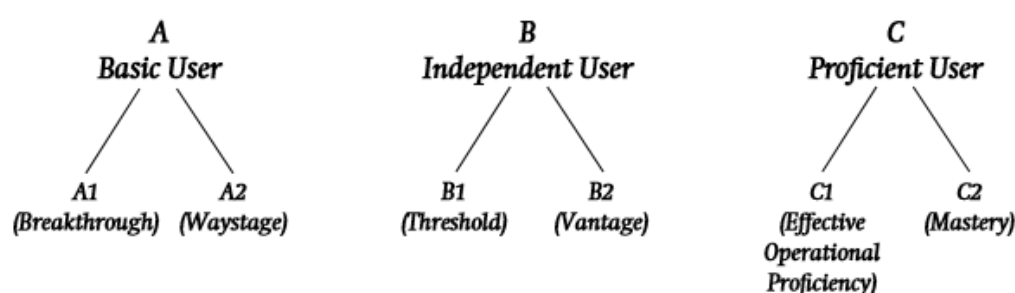 A
Basic User
B
Independent User
C
Proficient User
A1
(Breakthrough)
A2
(Waystage)
B1
(Threshold)
B2
(Vantage)
C1
(Effective
Operational
Proficiency)
C2
(Mastery)